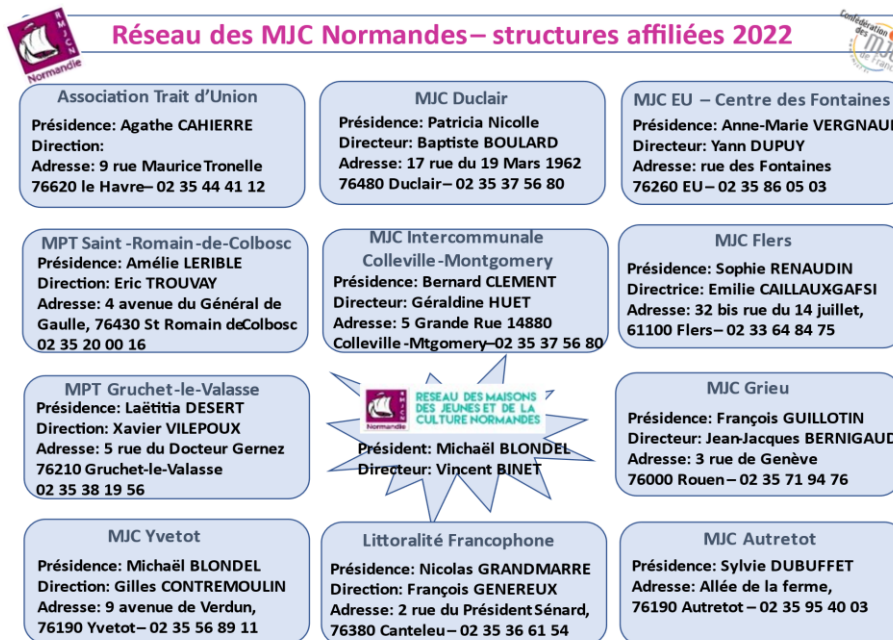 RMJCN
Normandie
Réseau des MJC Normandes – structures affiliées 2022
Confédération
des MJC
de France
Association Trait d'Union
Présidence: Agathe CAHIERRE
Direction:
Adresse: 9 rue Maurice Tronelle
76620 le Havre– 02 35 44 41 12
MJC Duclair
Présidence: Patricia Nicolle
Directeur: Baptiste BOULARD
Adresse: 17 rue du 19 Mars 1962
76480 Duclair– 02 35 37 56 80
MJC EU – Centre des Fontaines
Présidence: Anne-Marie VERGNAUD
Directeur: Yann DUPUY
Adresse: rue des Fontaines
76260 EU– 02 35 86 05 03
MPT Saint -Romain-de-Colbosc
Présidence: Amélie LERIBLE
Direction: Eric TROUVAY
Adresse: 4 avenue du Général de
Gaulle, 76430 St Romain deColbosc
02 35 20 00 16
MJC Intercommunale
Colleville -Montgomery
Présidence: Bernard CLEMENT
Directeur: Géraldine HUET
Adresse: 5 Grande Rue 14880
Colleville -Mtgomery–02 35 37 56 80
MJC Flers
Présidence: Sophie RENAUDIN
Directrice: Emilie CAILLAUXGAFSI
Adresse: 32 bis rue du 14 juillet,
61100 Flers– 02 33 64 84 75
MPT Gruchet-le-Valasse
Présidence: Laëtitia DESERT
Direction: Xavier VILEPOUX
Adresse: 5 rue du Docteur Gernez
76210 Gruchet-le-Valasse
02 35 38 19 56
RMJCN
Normandie
RESEAU DES MAISONS
DES JEUNES ET DE LA
CULTURE NORMANDES
Président: Michaël BLONDEL
Directeur: Vincent BINET
MJC Grieu
Présidence: François GUILLOTIN
Directeur: Jean-Jacques BERNIGAUD
Adresse: 3 rue de Genève
76000 Rouen– 02 35 71 94 76
MJC Yvetot
Présidence: Michaël BLONDEL
Direction: Gilles CONTREMOULIN
Adresse: 9 avenue de Verdun,
76190 Yvetot– 02 35 56 89 11
Littoralité Francophone
Présidence: Nicolas GRANDMARRE
Direction: François GENEREUX
Adresse: 2 rue du Président Sénard,
76380 Canteleu– 02 35 36 61 54
MJC Autretot
Présidence: Sylvie DUBUFFET
Adresse: Allée de la ferme,
76190 Autretot – 02 35 95 40 03